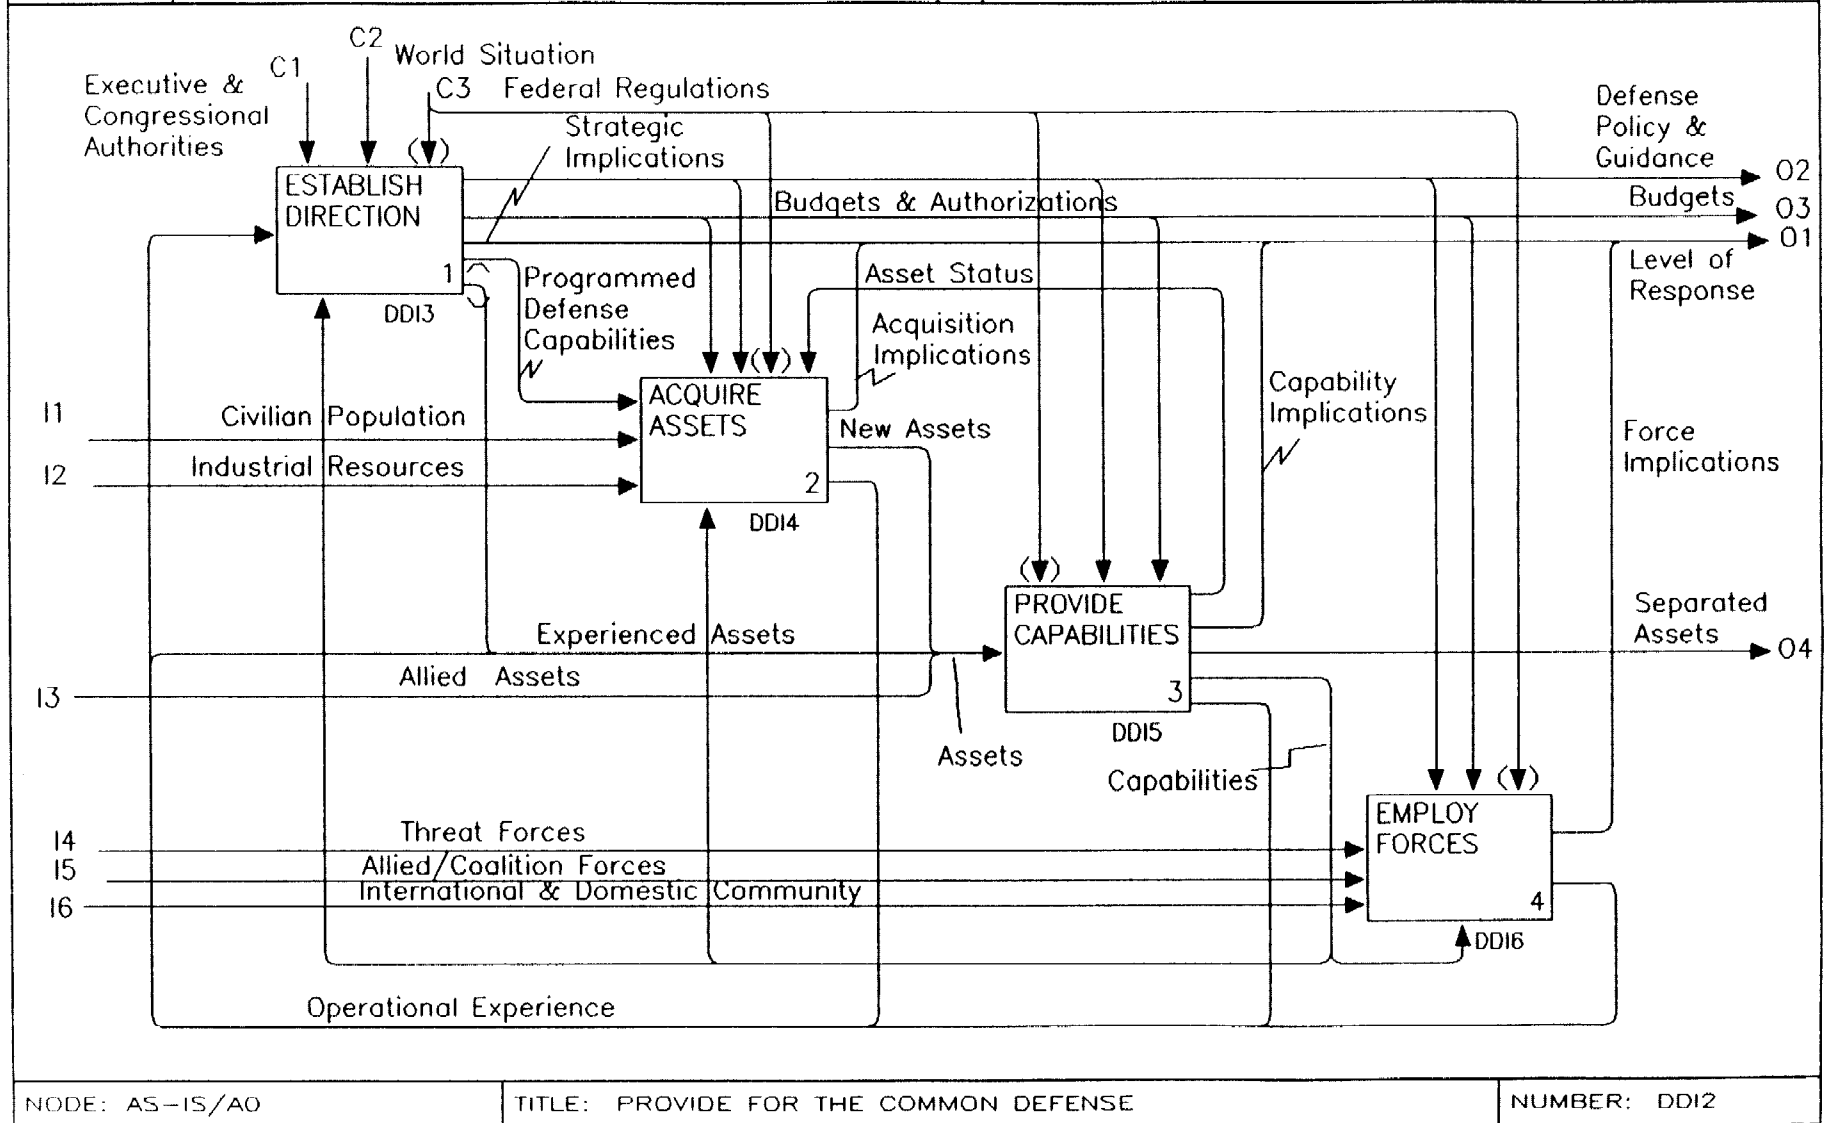 C2
World Situation
C1
C3 Federal Regulations
Executive &
Congressional
Authorities
Strategic
Implications
Defense
Policy &
Guidance
O2
ESTABLISH
DIRECTION
1
DDI3
Budgets & Authorizations
Budgets
O3
O1
Level of
Response
Programmed
Defense
Capabilities
Asset Status
Acquisition
Implications
Capability
Implications
I1
Civilian Population
I2
Industrial Resources
ACQUIRE
ASSETS
2
DDI4
New Assets
Force
Implications
PROVIDE
CAPABILITIES
3
DDI5
Separated
Assets
O4
Experienced Assets
Allied Assets
I3
Assets
Capabilities
I4
Threat Forces
I5
Allied/Coalition Forces
I6
International & Domestic Community
EMPLOY
FORCES
4
DDI6
Operational Experience
NODE: AS-IS/AO
TITLE: PROVIDE FOR THE COMMON DEFENSE
NUMBER: DDI2